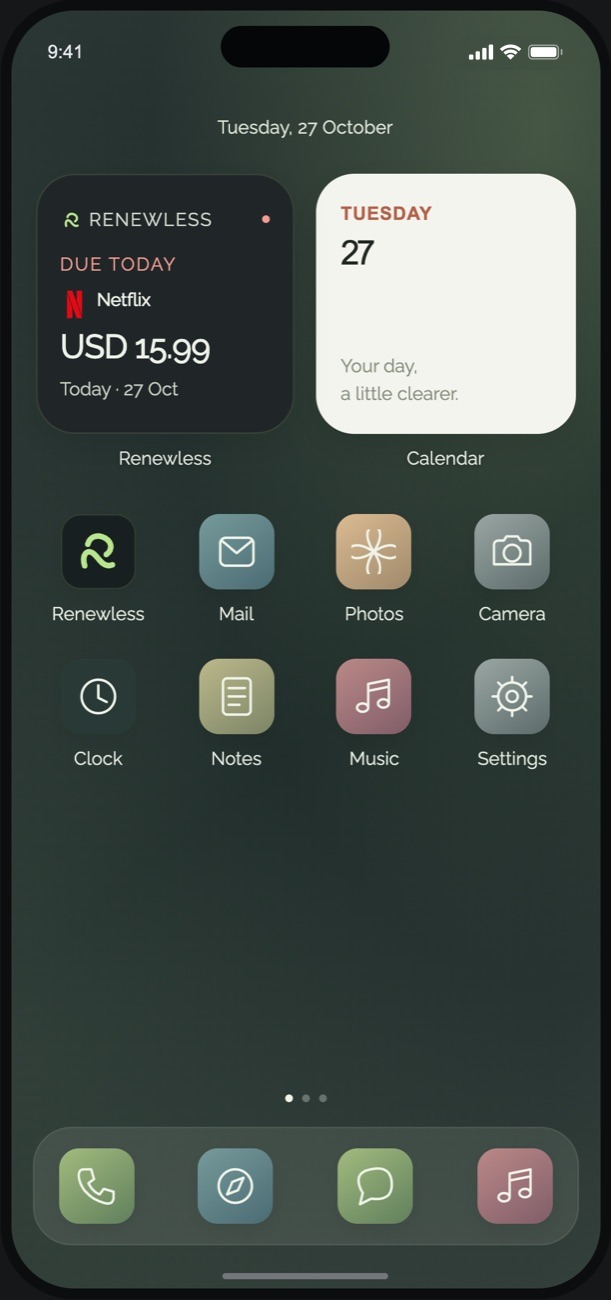 9:41
Tuesday, 27 October
RENEWLESS
DUE TODAY
Netflix
USD 15.99
Today · 27 Oct
TUESDAY
27
Your day,
a little clearer.
Renewless
Calendar
Renewless
Mail
Photos
Camera
Clock
Notes
Music
Settings